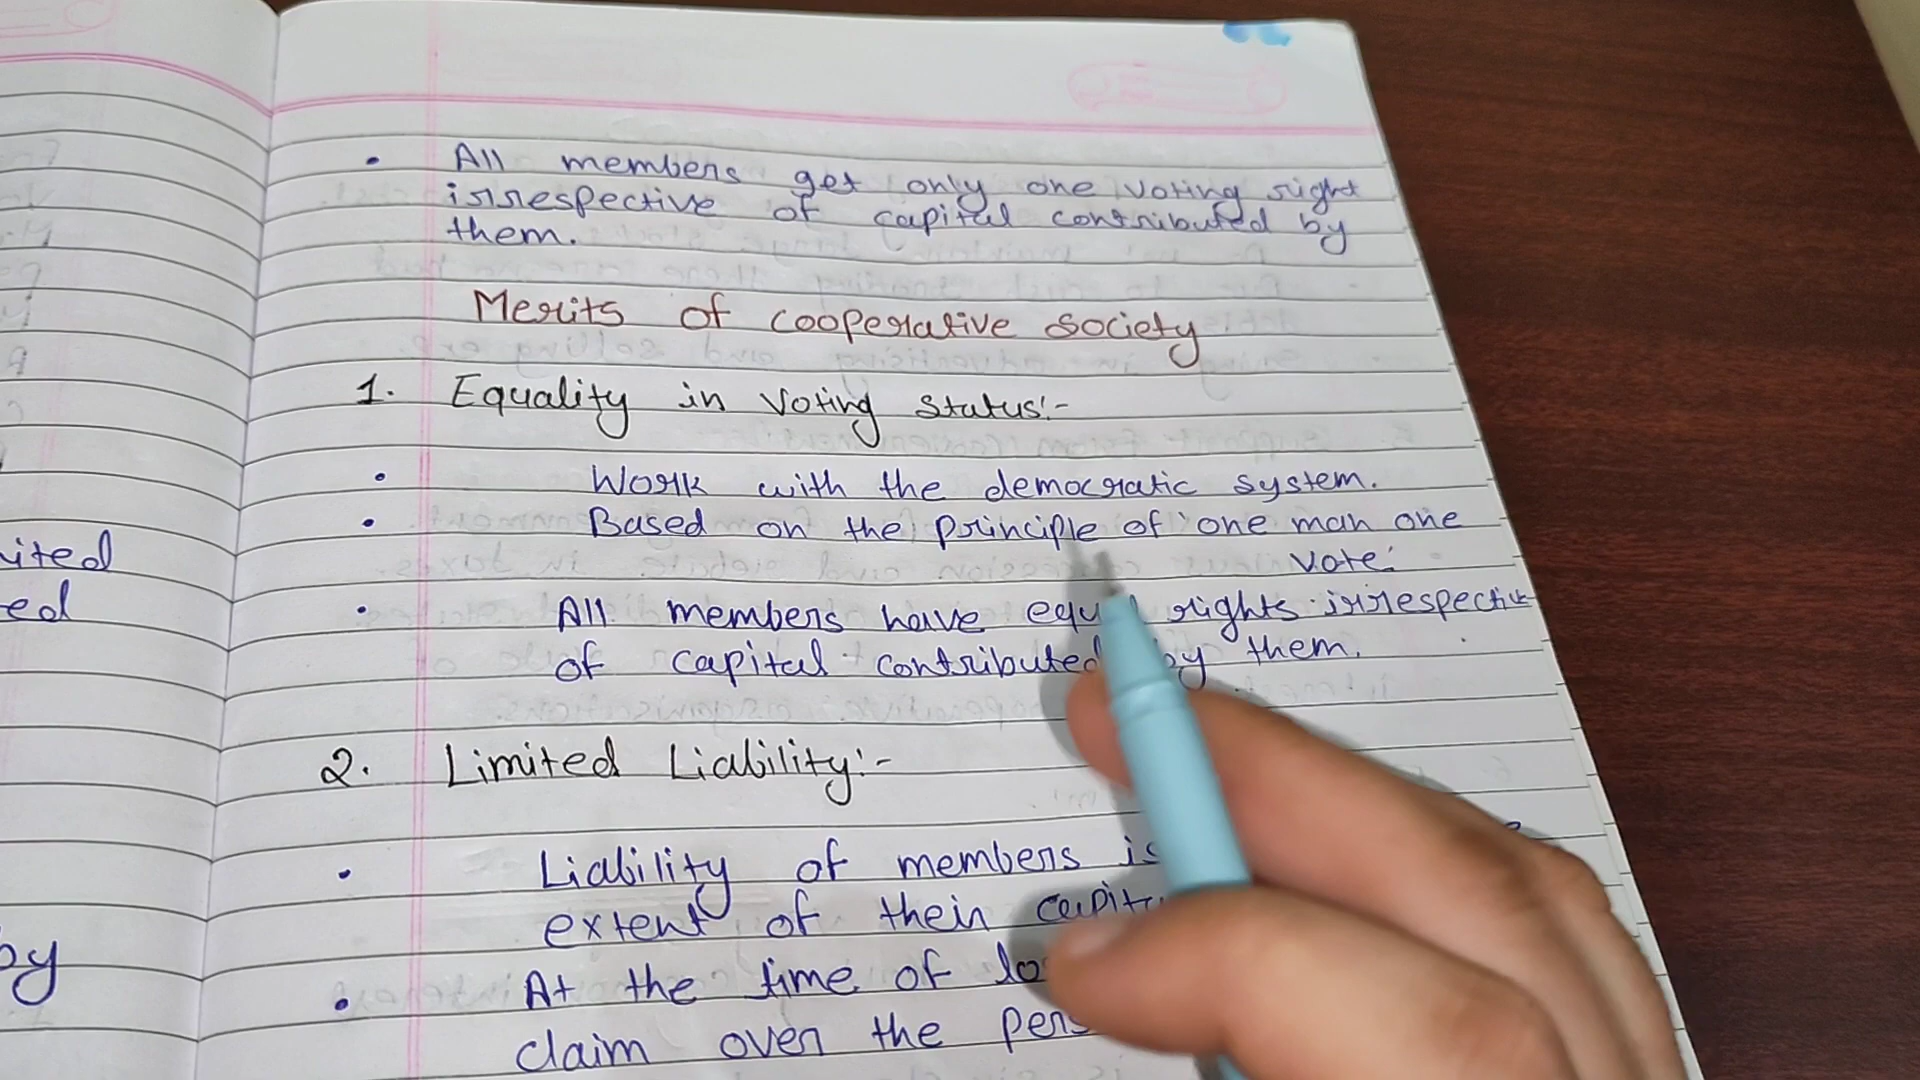 • All members get only one voting right
irrespective of capital contributed by
them.
Merits of cooperative society
1. Equality in voting status:-
• Work with the democratic system.
• Based on the principle of 'one man one
vote.'
• All members have rights irrespective
of capital contributed by them.
2. Limited Liability:-
• Liability of members is
extent of their
• At the time of
claim over the
ited
ed
by